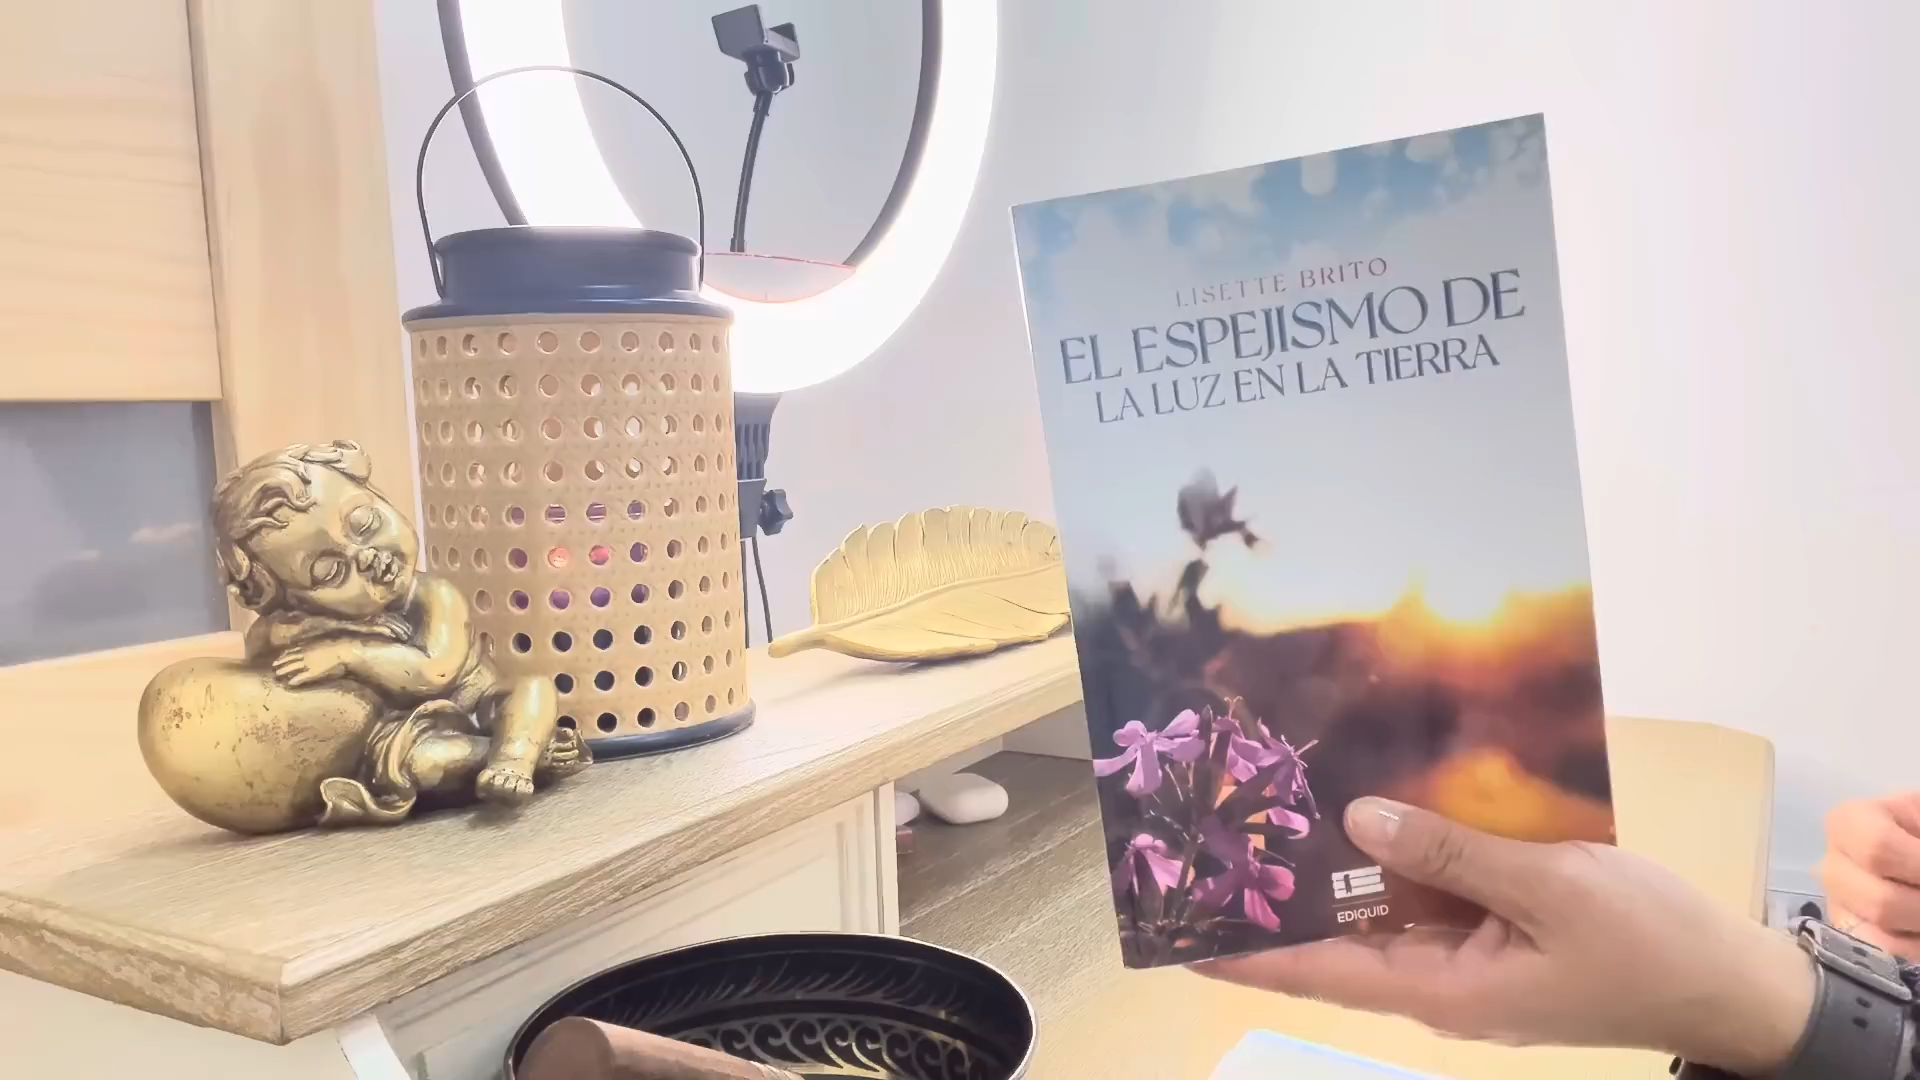 LISETTE BRITO
EL ESPEJISMO DE
LA LUZ EN LA TIERRA
EDIQUID